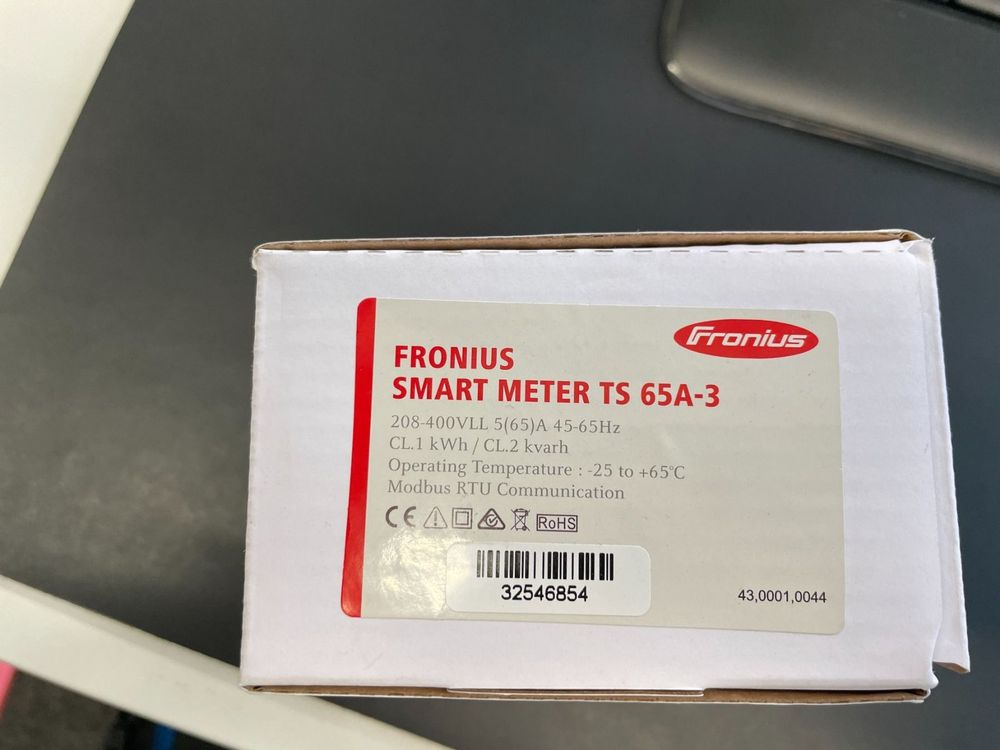 Fronius
FRONIUS
SMART METER TS 65A-3
208-400VLL 5(65)A 45-65Hz
CL.1 kWh / CL.2 kvarh
Operating Temperature : -25 to +65°C
Modbus RTU Communication
CE RoHS
32546854
43,0001,0044